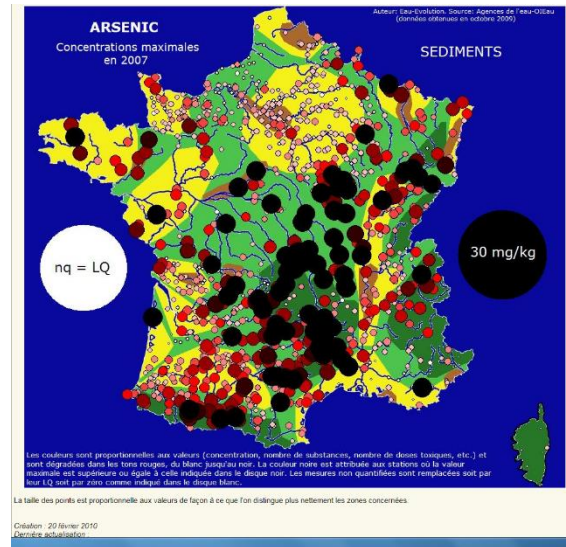 Auteur: Eau-Evolution. Source: Agences de l'eau-OIEau
(données obtenues en octobre 2009)
ARSENIC
Concentrations maximales
en 2007
SEDIMENTS
nq = LQ
30 mg/kg
Les couleurs sont proportionnelles aux valeurs (concentration, nombre de substances, nombre de doses toxiques, etc.) et
sont dégradées dans les tons rouges, du blanc jusqu'au noir. La couleur noire est attribuée aux stations où la valeur
maximale est supérieure ou égale à celle indiquée dans le disque noir. Les mesures non quantifiées sont remplacées soit par
leur LQ soit par zéro comme indiqué dans le disque blanc.
La taille des points est proportionnelle aux valeurs de façon à ce que l'on distingue plus nettement les zones concernées.
Création : 20 février 2010
Dernière actualisation :